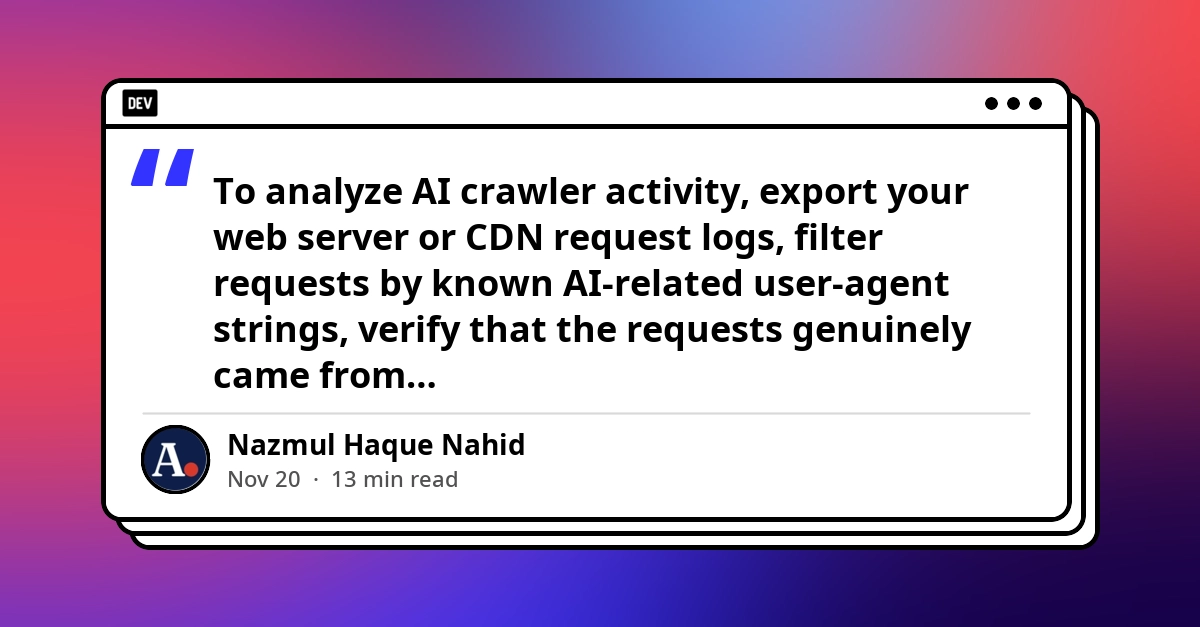 DEV
“
To analyze AI crawler activity, export your
web server or CDN request logs, filter
requests by known AI-related user-agent
strings, verify that the requests genuinely
came from...
A.
Nazmul Haque Nahid
Nov 20 · 13 min read